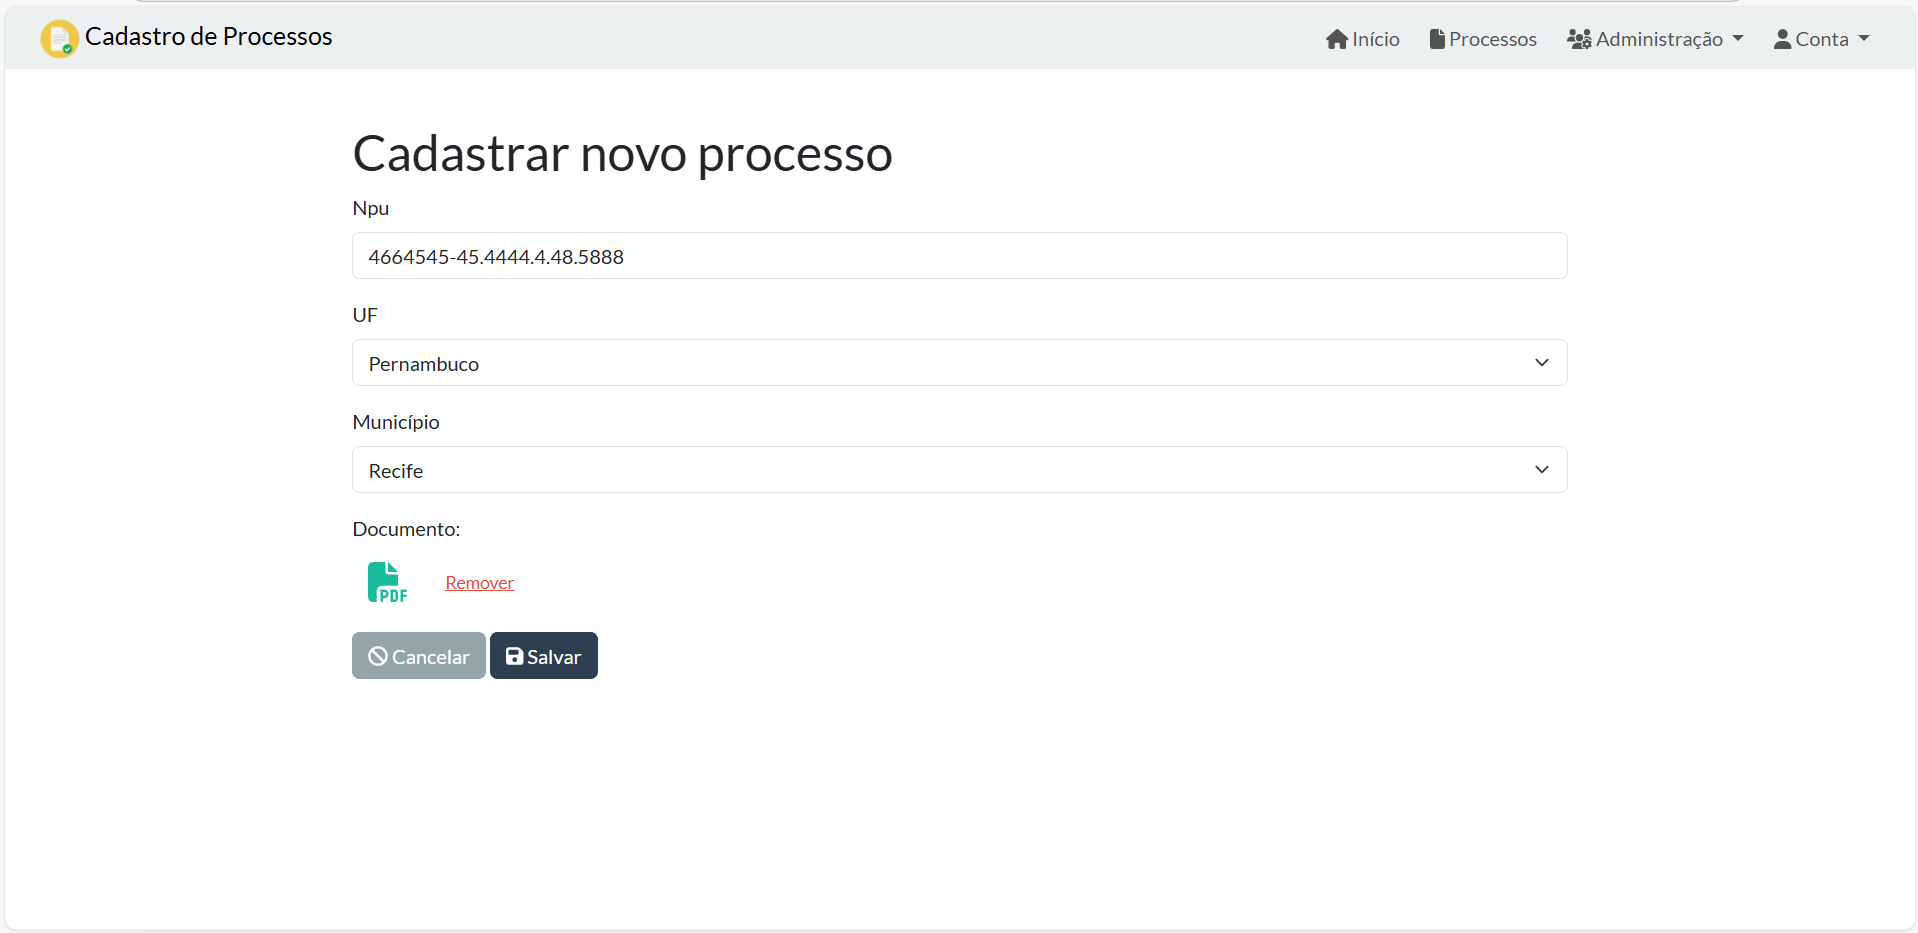 Cadastro de Processos
Início Processos Administração Conta
Cadastrar novo processo
Npu
4664545-45.4444.4.48.5888
UF
Pernambuco
Município
Recife
Documento:
PDF Remover
Cancelar Salvar